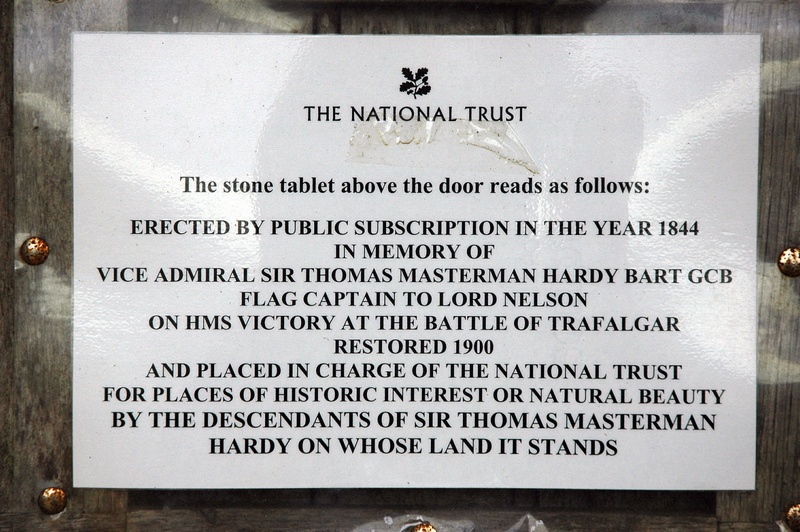 THE NATIONAL TRUST
The stone tablet above the door reads as follows:
ERECTED BY PUBLIC SUBSCRIPTION IN THE YEAR 1844
IN MEMORY OF
VICE ADMIRAL SIR THOMAS MASTERMAN HARDY BART GCB
FLAG CAPTAIN TO LORD NELSON
ON HMS VICTORY AT THE BATTLE OF TRAFALGAR
RESTORED 1900
AND PLACED IN CHARGE OF THE NATIONAL TRUST
FOR PLACES OF HISTORIC INTEREST OR NATURAL BEAUTY
BY THE DESCENDANTS OF SIR THOMAS MASTERMAN
HARDY ON WHOSE LAND IT STANDS